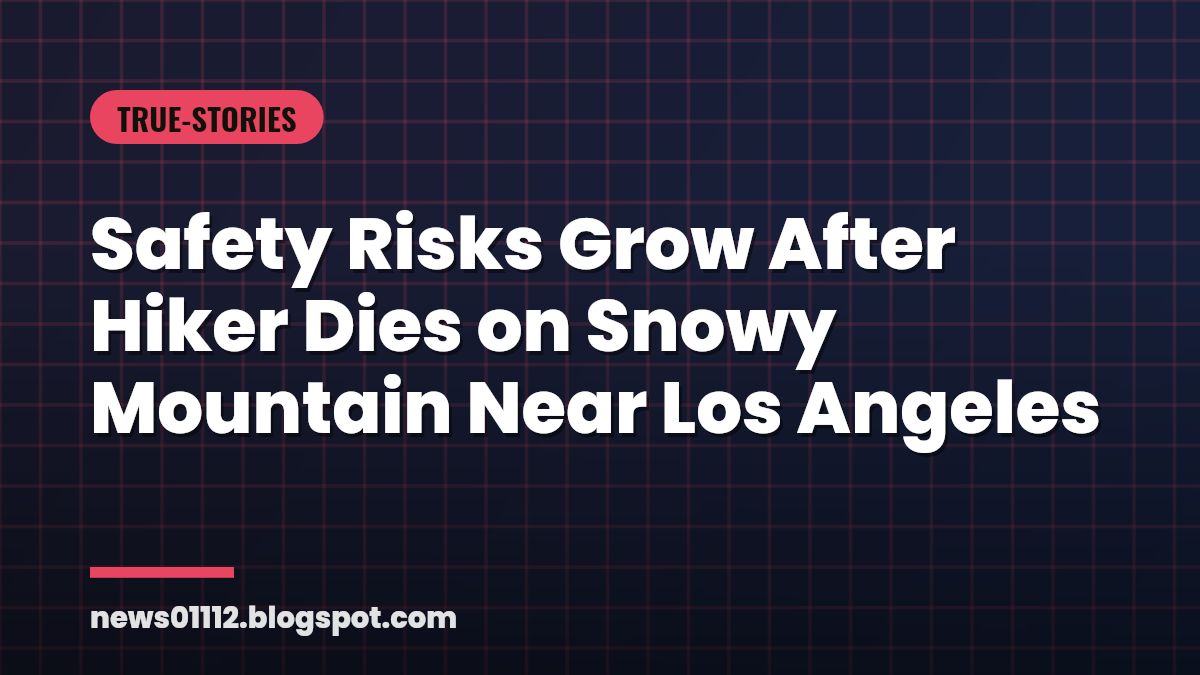 TRUE-STORIES
Safety Risks Grow After
Hiker Dies on Snowy
Mountain Near Los Angeles
news01112.blogspot.com